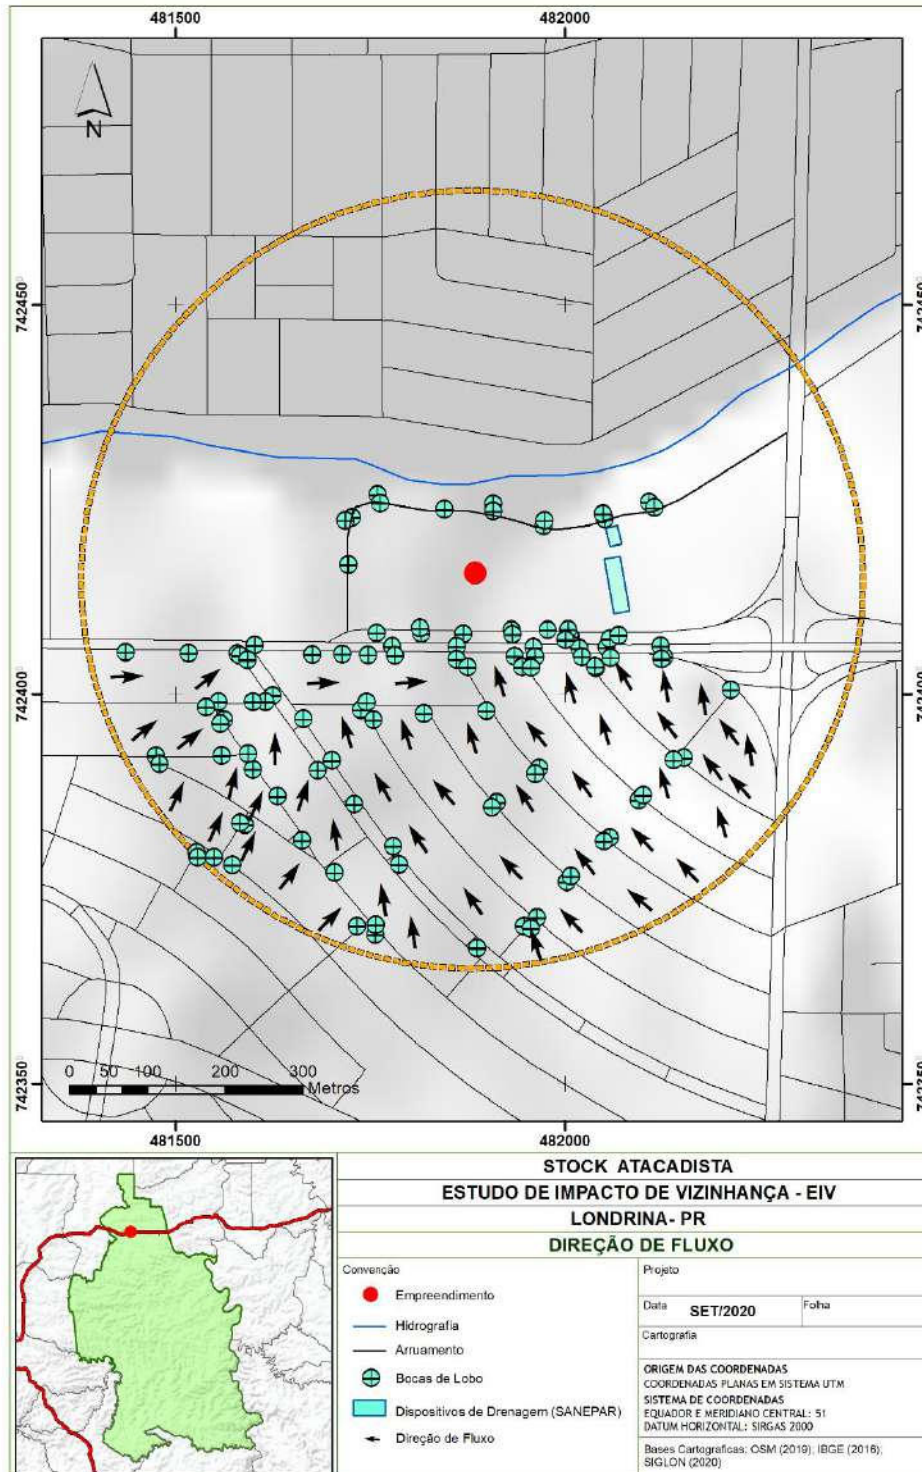 481500 482000
N
742450 742450
742400 742400
742350 742350
0 50 100 200 300
Metros
481500 482000
STOCK ATACADISTA
ESTUDO DE IMPACTO DE VIZINHANÇA - EIV
LONDRINA- PR
DIREÇÃO DE FLUXO
Convenção
Empreendimento
Hidrografia
Arruamento
Bocas de Lobo
Dispositivos de Drenagem (SANEPAR)
Direção de Fluxo
Projeto
Data SET/2020 Folha
Cartografia
ORIGEM DAS COORDENADAS
COORDENADAS PLANAS EM SISTEMA UTM
SISTEMA DE COORDENADAS
EQUADOR E MERIDIANO CENTRAL: 51
DATUM HORIZONTAL: SIRGAS 2000
Bases Cartograficas: OSM (2019); IBGE (2016);
SIGLON (2020)